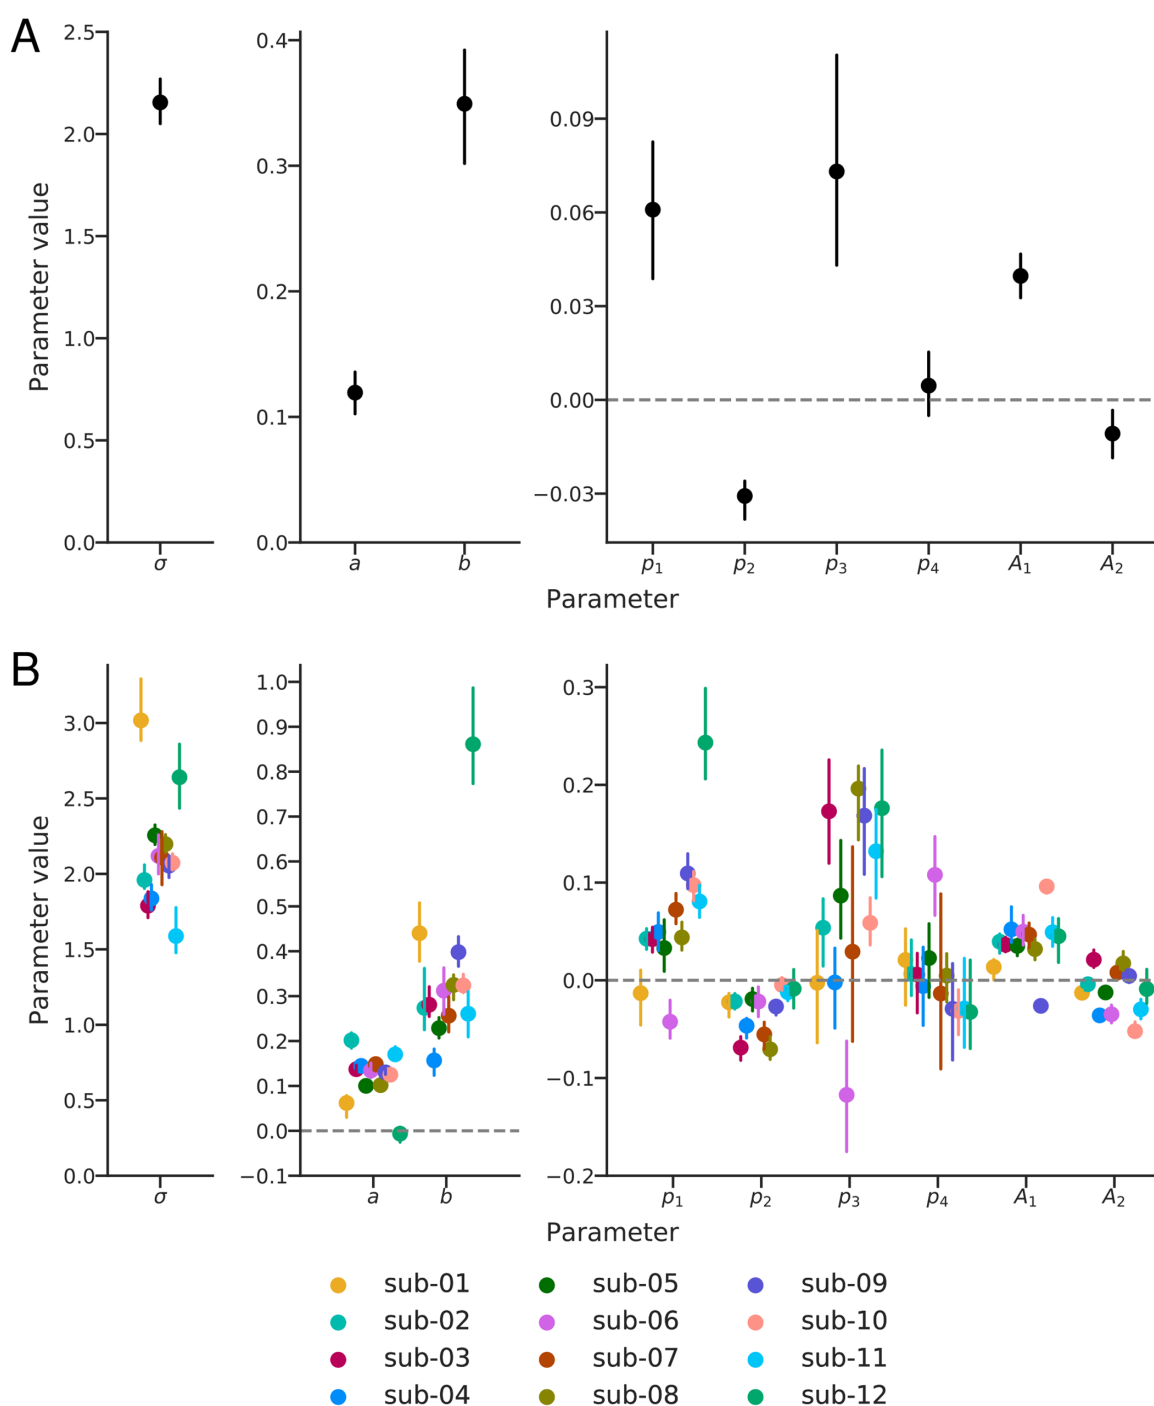 A
Parameter value
2.5
2.0
1.5
1.0
0.5
0.0
σ
0.4
0.3
0.2
0.1
0.0
a b
0.09
0.06
0.03
0.00
−0.03
p₁ p₂ p₃ p₄ A₁ A₂
Parameter
B
Parameter value
3.0
2.5
2.0
1.5
1.0
0.5
0.0
σ
1.0
0.9
0.8
0.7
0.6
0.5
0.4
0.3
0.2
0.1
0.0
−0.1
a b
0.3
0.2
0.1
0.0
−0.1
−0.2
p₁ p₂ p₃ p₄ A₁ A₂
Parameter
sub-01 sub-05 sub-09
sub-02 sub-06 sub-10
sub-03 sub-07 sub-11
sub-04 sub-08 sub-12